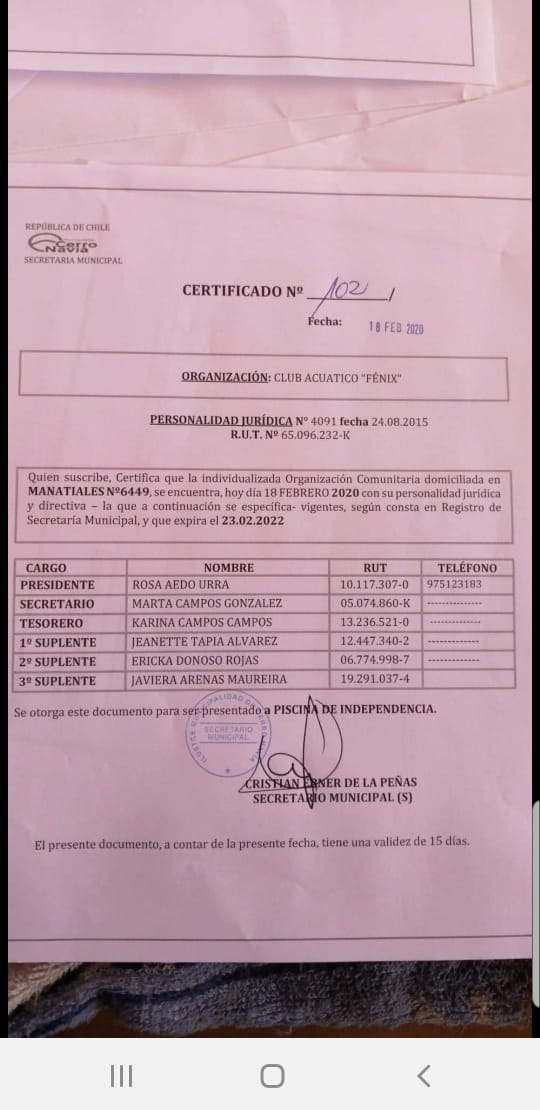 REPÚBLICA DE CHILE
Cerro
Navia
SECRETARIA MUNICIPAL
CERTIFICADO Nº 102 /
Fecha: 18 FEB 2020
ORGANIZACIÓN: CLUB ACUATICO “FÉNIX”
PERSONALIDAD JURÍDICA Nº 4091 fecha 24.08.2015
R.U.T. Nº 65.096.232-K
Quien suscribe, Certifica que la individualizada Organización Comunitaria domiciliada en
MANATIALES Nº6449, se encuentra, hoy día 18 FEBRERO 2020 con su personalidad jurídica
y directiva – la que a continuación se específica- vigentes, según consta en Registro de
Secretaría Municipal, y que expira el 23.02.2022
CARGO NOMBRE RUT TELÉFONO
PRESIDENTE ROSA AEDO URRA 10.117.307-0 975123183
SECRETARIO MARTA CAMPOS GONZALEZ 05.074.860-K --------------
TESORERO KARINA CAMPOS CAMPOS 13.236.521-0 -------------
1º SUPLENTE JEANETTE TAPIA ALVAREZ 12.447.340-2 -------------
2º SUPLENTE ERICKA DONOSO ROJAS 06.774.998-7 -------------
3º SUPLENTE JAVIERA ARENAS MAUREIRA 19.291.037-4
Se otorga este documento para ser presentado a PISCINA DE INDEPENDENCIA.
ILUSTRE MUNICIPALIDAD DE CERRO NAVIA
SECRETARIO
MUNICIPAL
CRISTIAN EBNER DE LA PEÑAS
SECRETARIO MUNICIPAL (S)
El presente documento, a contar de la presente fecha, tiene una validez de 15 días.